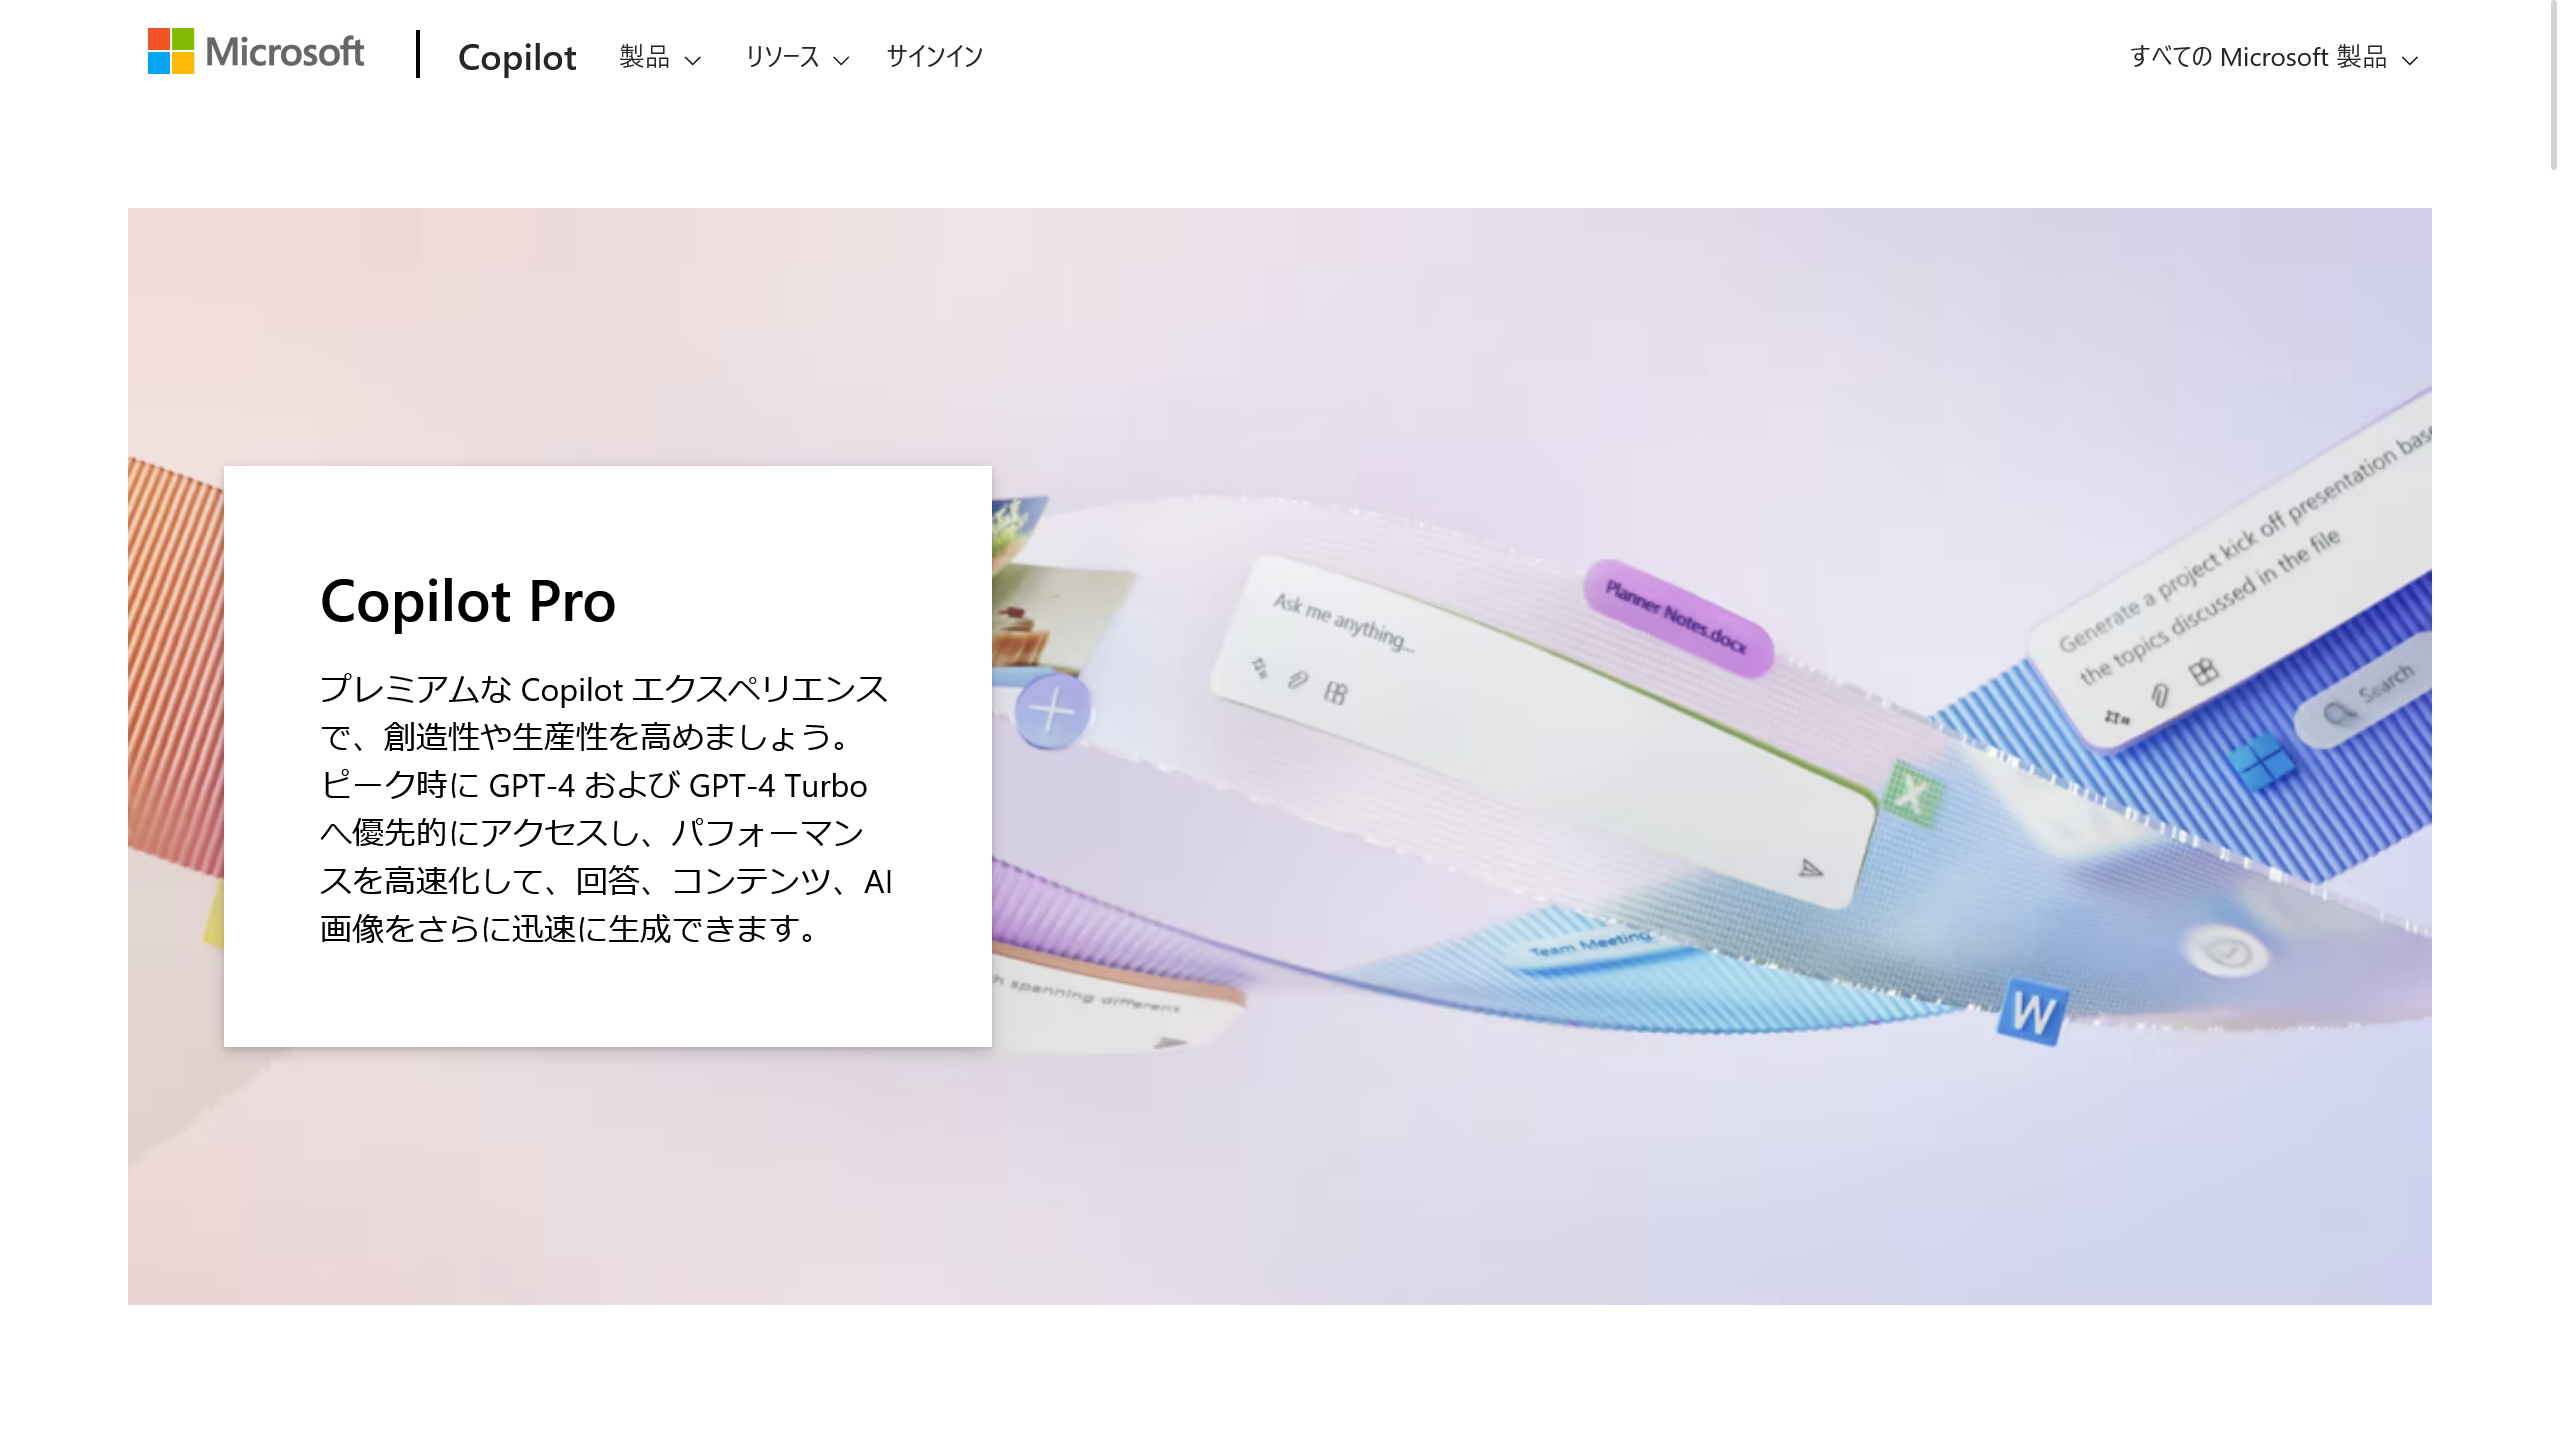 Microsoft
Copilot
製品
リソース
サインイン
すべての Microsoft 製品
Copilot Pro
プレミアムな Copilot エクスペリエンス
で、創造性や生産性を高めましょう。
ピーク時に GPT-4 および GPT-4 Turbo
へ優先的にアクセスし、パフォーマン
スを高速化して、回答、コンテンツ、AI
画像をさらに迅速に生成できます。
Ask me anything...
Planner Notes.docx
Generate a project kick off presentation
the topics discussed in the file
Search
X
Team Meeting
spanning different
W